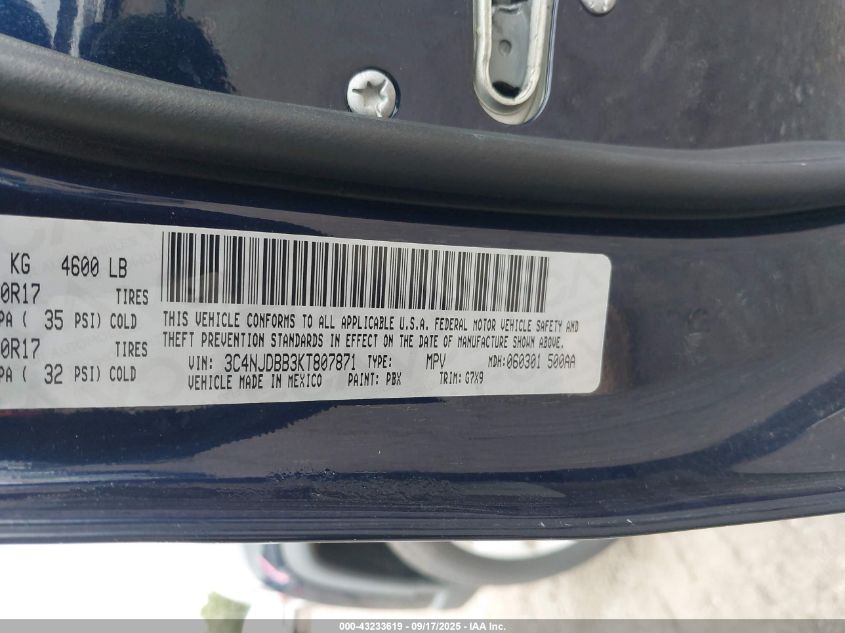 KG 4600 LB
0R17 TIRES
PA ( 35 PSI) COLD
0R17 TIRES
PA ( 32 PSI) COLD
THIS VEHICLE CONFORMS TO ALL APPLICABLE U.S.A. FEDERAL MOTOR VEHICLE SAFETY AND
THEFT PREVENTION STANDARDS IN EFFECT ON THE DATE OF MANUFACTURE SHOWN ABOVE.
VIN: 3C4NJDBB3KT807871 TYPE: MPV MDH:060301 500AA
VEHICLE MADE IN MEXICO PAINT: PBX TRIM: G7X9
000-43233619 - 09/17/2025 - IAA Inc.